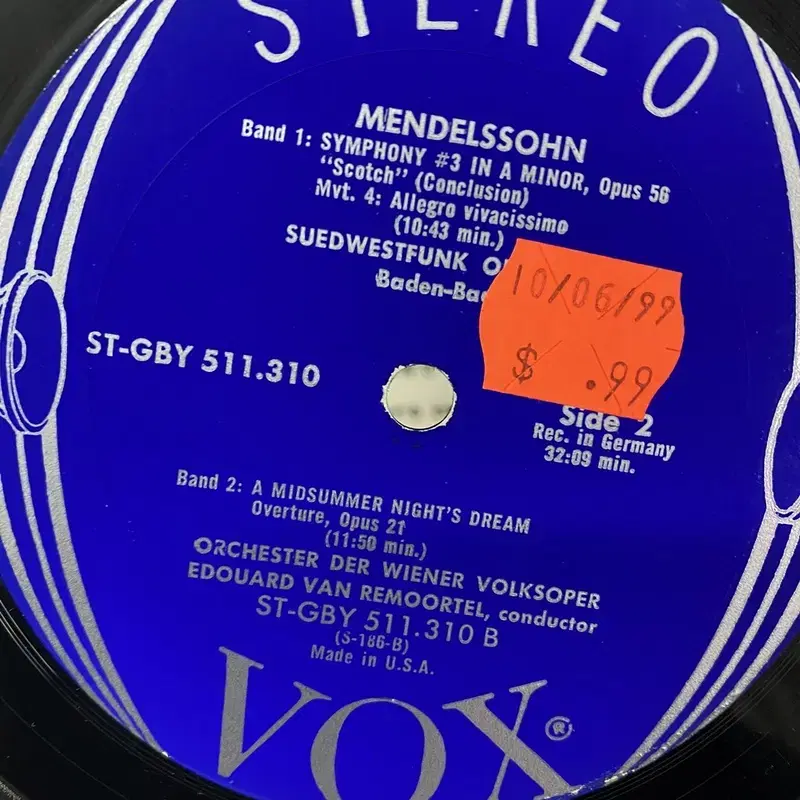 STEREO
MENDELSSOHN
Band 1: SYMPHONY #3 IN A MINOR, Opus 56
"Scotch" (Conclusion)
Mvt. 4: Allegro vivacissimo
(10:43 min.)
SUEDWESTFUNK
10/06/99
$ .99
ST-GBY 511.310
Side 2
Rec. in Germany
32:09 min.
Band 2: A MIDSUMMER NIGHT'S DREAM
Overture, Opus 21
(11:50 min.)
ORCHESTER DER WIENER VOLKSOPER
EDOUARD VAN REMOORTEL, conductor
ST-GBY 511.310 B
(S-186-B)
Made in U.S.A.
VOX®